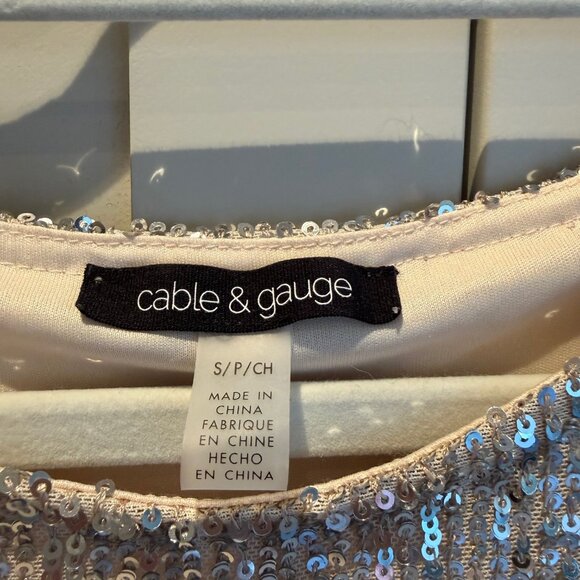 cable & gauge
S/P/CH
MADE IN
CHINA
FABRIQUE
EN CHINE
HECHO
EN CHINA